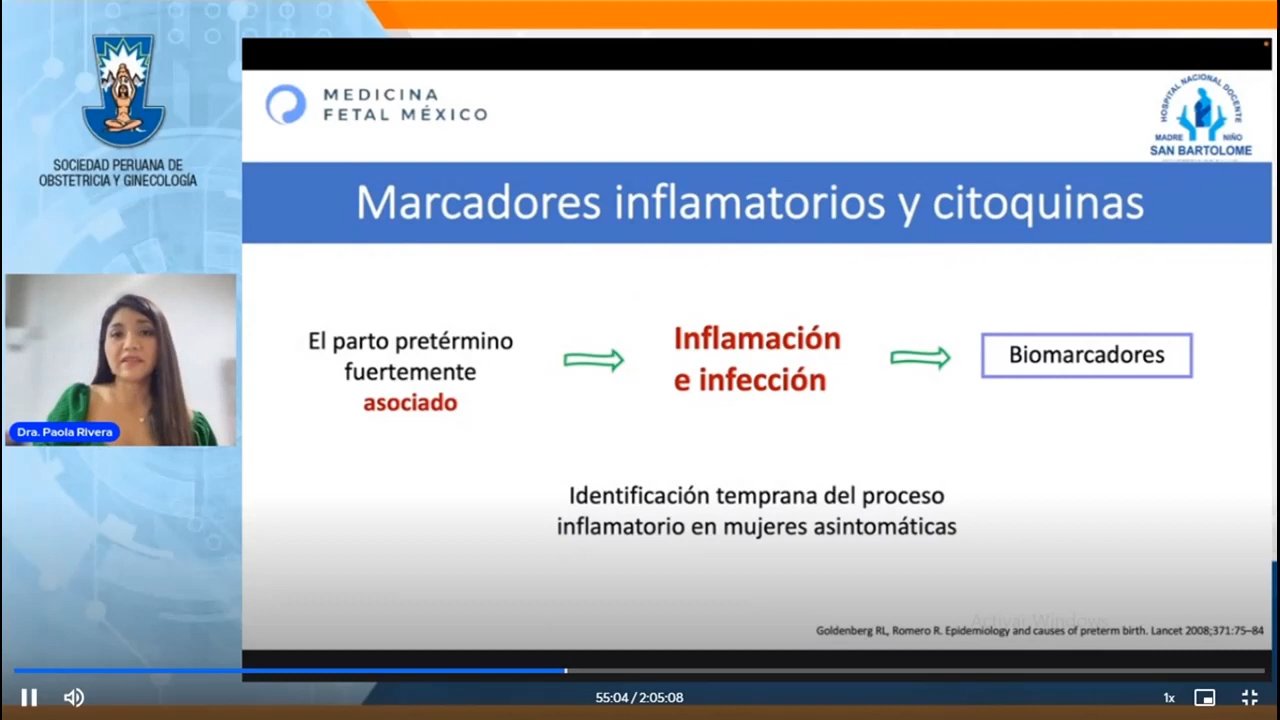 SOCIEDAD PERUANA DE
OBSTETRICIA Y GINECOLOGÍA
MEDICINA
FETAL MÉXICO
HOSPITAL NACIONAL DOCENTE
MADRE NIÑO
SAN BARTOLOME
Marcadores inflamatorios y citoquinas
El parto pretérmino
fuertemente
asociado
Inflamación
e infección
Biomarcadores
Dra. Paola Rivera
Identificación temprana del proceso
inflamatorio en mujeres asintomáticas
Activar Windows
Goldenberg RL, Romero R. Epidemiology and causes of preterm birth. Lancet 2008;371:75–84
55:04 / 2:05:08
1x